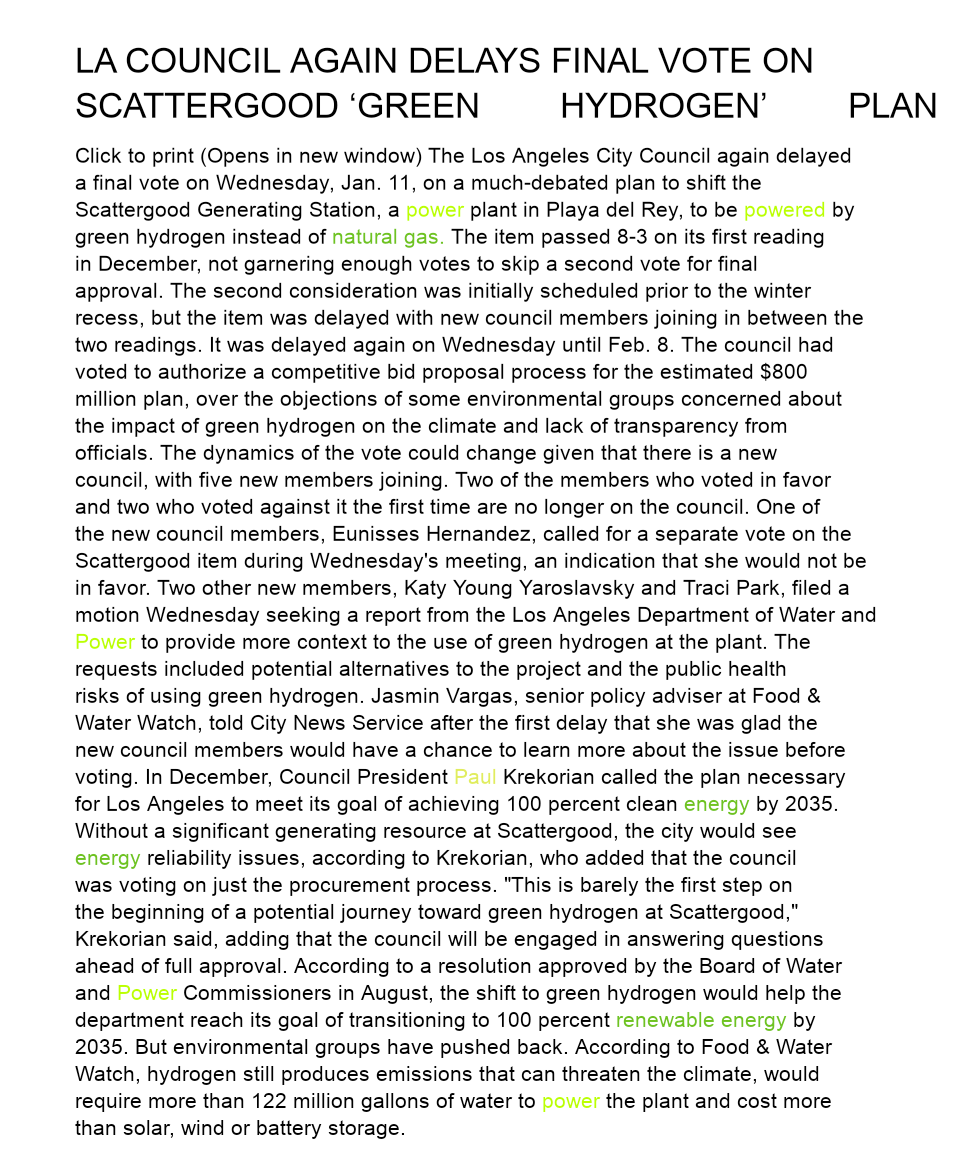 LA COUNCIL AGAIN DELAYS FINAL VOTE ON
SCATTERGOOD ‘GREEN HYDROGEN’ PLAN
Click to print (Opens in new window) The Los Angeles City Council again delayed
a final vote on Wednesday, Jan. 11, on a much-debated plan to shift the
Scattergood Generating Station, a power plant in Playa del Rey, to be powered by
green hydrogen instead of natural gas. The item passed 8-3 on its first reading
in December, not garnering enough votes to skip a second vote for final
approval. The second consideration was initially scheduled prior to the winter
recess, but the item was delayed with new council members joining in between the
two readings. It was delayed again on Wednesday until Feb. 8. The council had
voted to authorize a competitive bid proposal process for the estimated $800
million plan, over the objections of some environmental groups concerned about
the impact of green hydrogen on the climate and lack of transparency from
officials. The dynamics of the vote could change given that there is a new
council, with five new members joining. Two of the members who voted in favor
and two who voted against it the first time are no longer on the council. One of
the new council members, Eunisses Hernandez, called for a separate vote on the
Scattergood item during Wednesday's meeting, an indication that she would not be
in favor. Two other new members, Katy Young Yaroslavsky and Traci Park, filed a
motion Wednesday seeking a report from the Los Angeles Department of Water and
Power to provide more context to the use of green hydrogen at the plant. The
requests included potential alternatives to the project and the public health
risks of using green hydrogen. Jasmin Vargas, senior policy adviser at Food &
Water Watch, told City News Service after the first delay that she was glad the
new council members would have a chance to learn more about the issue before
voting. In December, Council President Paul Krekorian called the plan necessary
for Los Angeles to meet its goal of achieving 100 percent clean energy by 2035.
Without a significant generating resource at Scattergood, the city would see
energy reliability issues, according to Krekorian, who added that the council
was voting on just the procurement process. "This is barely the first step on
the beginning of a potential journey toward green hydrogen at Scattergood,"
Krekorian said, adding that the council will be engaged in answering questions
ahead of full approval. According to a resolution approved by the Board of Water
and Power Commissioners in August, the shift to green hydrogen would help the
department reach its goal of transitioning to 100 percent renewable energy by
2035. But environmental groups have pushed back. According to Food & Water
Watch, hydrogen still produces emissions that can threaten the climate, would
require more than 122 million gallons of water to power the plant and cost more
than solar, wind or battery storage.